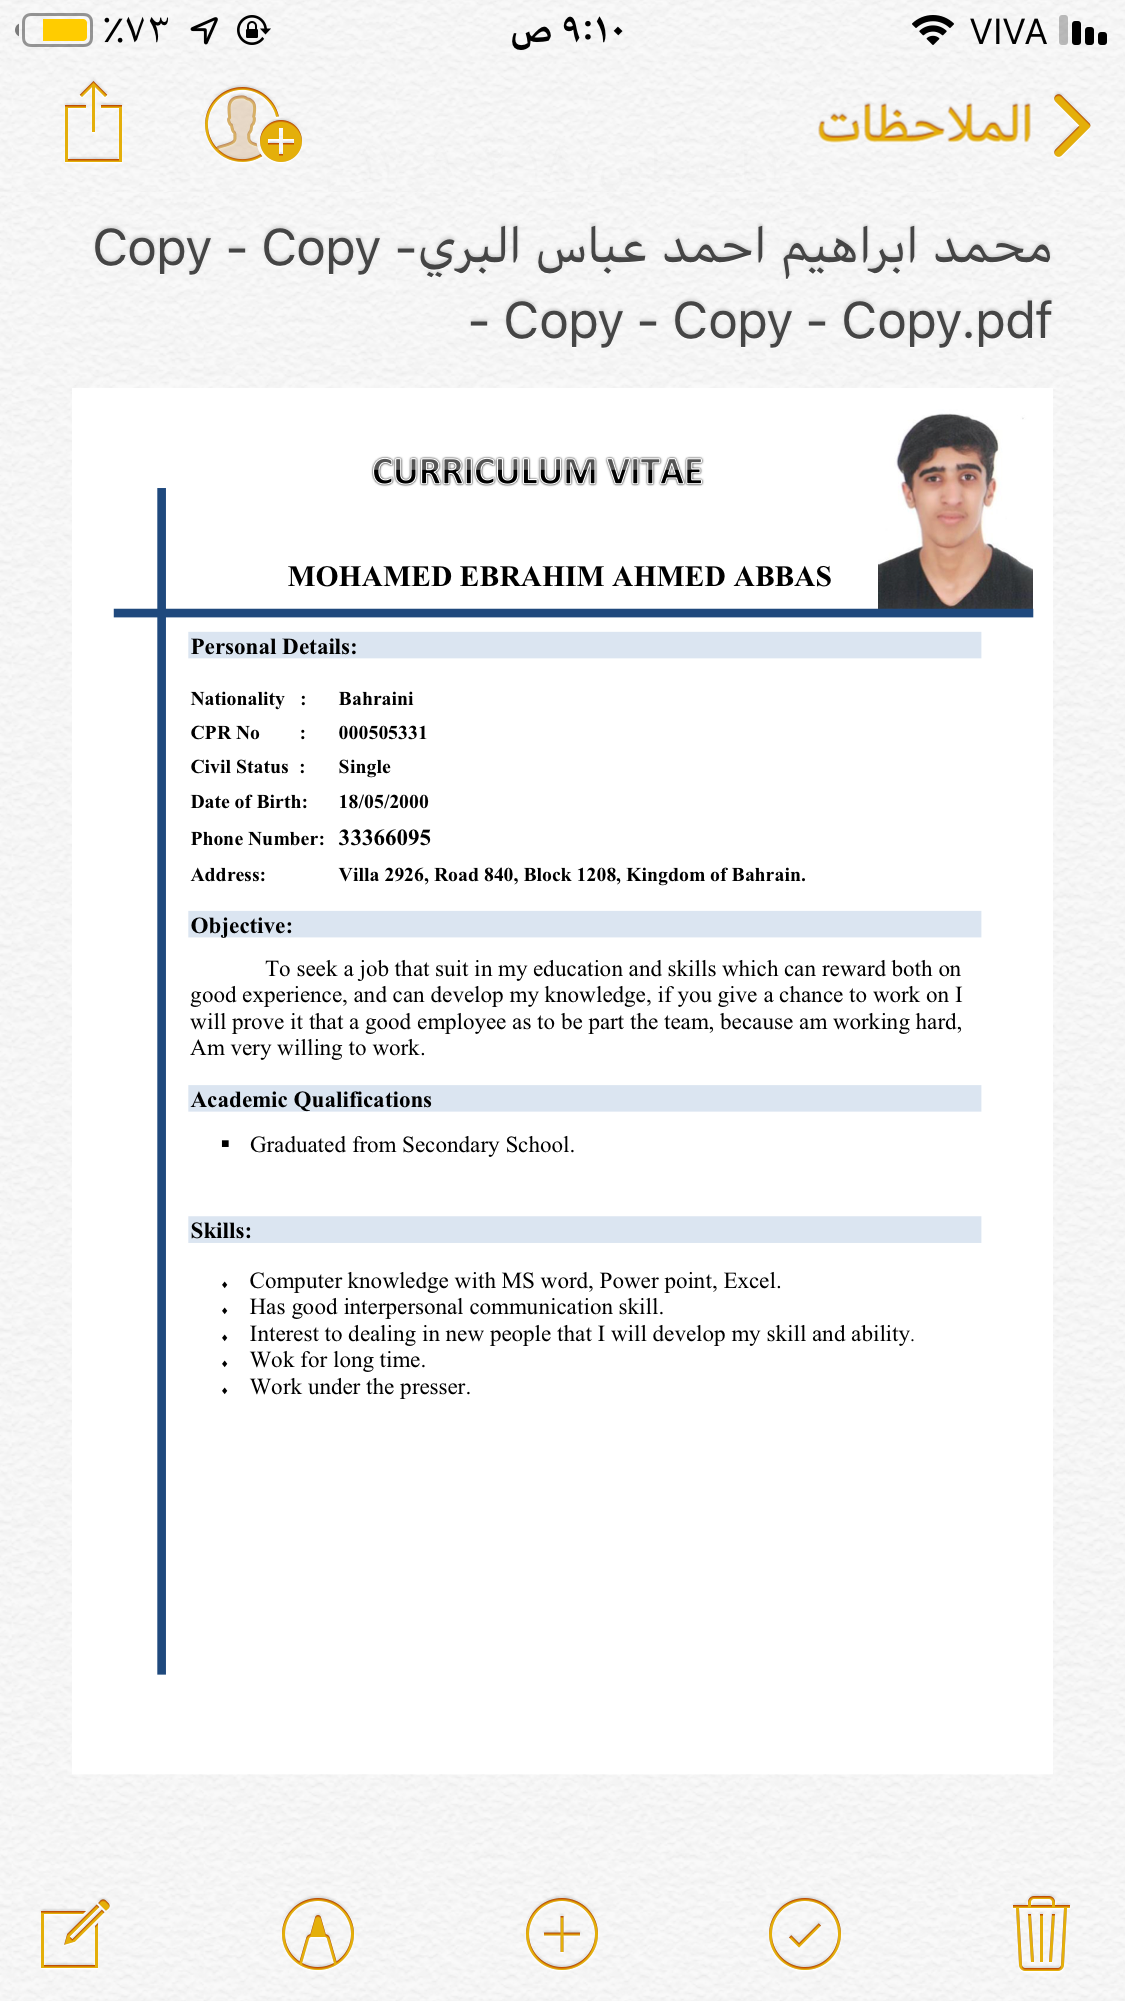 ٪٧٣ ٩:١٠ ص VIVA
الملاحظات
محمد ابراهيم احمد عباس البري- Copy - Copy
- Copy - Copy - Copy.pdf
CURRICULUM VITAE
MOHAMED EBRAHIM AHMED ABBAS
Personal Details:
Nationality : Bahraini
CPR No : 000505331
Civil Status : Single
Date of Birth: 18/05/2000
Phone Number: 33366095
Address: Villa 2926, Road 840, Block 1208, Kingdom of Bahrain.
Objective:
To seek a job that suit in my education and skills which can reward both on
good experience, and can develop my knowledge, if you give a chance to work on I
will prove it that a good employee as to be part the team, because am working hard,
Am very willing to work.
Academic Qualifications
▪ Graduated from Secondary School.
Skills:
⬧ Computer knowledge with MS word, Power point, Excel.
⬧ Has good interpersonal communication skill.
⬧ Interest to dealing in new people that I will develop my skill and ability.
⬧ Wok for long time.
⬧ Work under the presser.